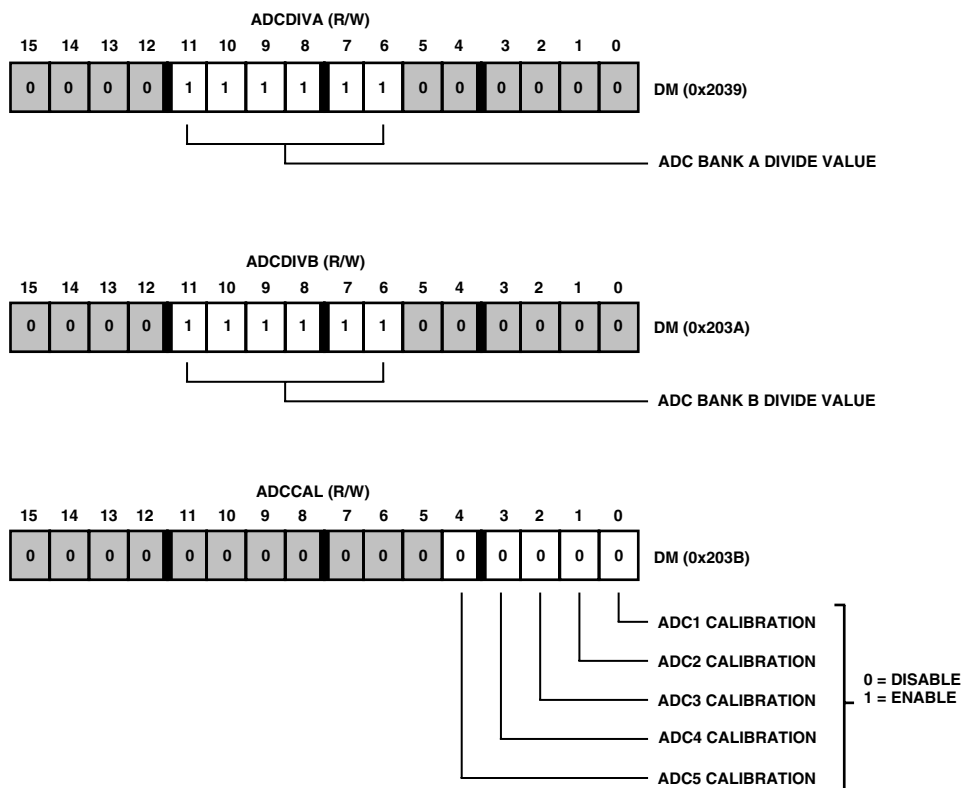 ADCDIVA (R/W)
15 14 13 12 11 10 9 8 7 6 5 4 3 2 1 0
0 0 0 0 1 1 1 1 1 1 0 0 0 0 0 0 DM (0x2039)
ADC BANK A DIVIDE VALUE
ADCDIVB (R/W)
15 14 13 12 11 10 9 8 7 6 5 4 3 2 1 0
0 0 0 0 1 1 1 1 1 1 0 0 0 0 0 0 DM (0x203A)
ADC BANK B DIVIDE VALUE
ADCCAL (R/W)
15 14 13 12 11 10 9 8 7 6 5 4 3 2 1 0
0 0 0 0 0 0 0 0 0 0 0 0 0 0 0 0 DM (0x203B)
ADC1 CALIBRATION
ADC2 CALIBRATION
ADC3 CALIBRATION
ADC4 CALIBRATION
ADC5 CALIBRATION
0 = DISABLE
1 = ENABLE